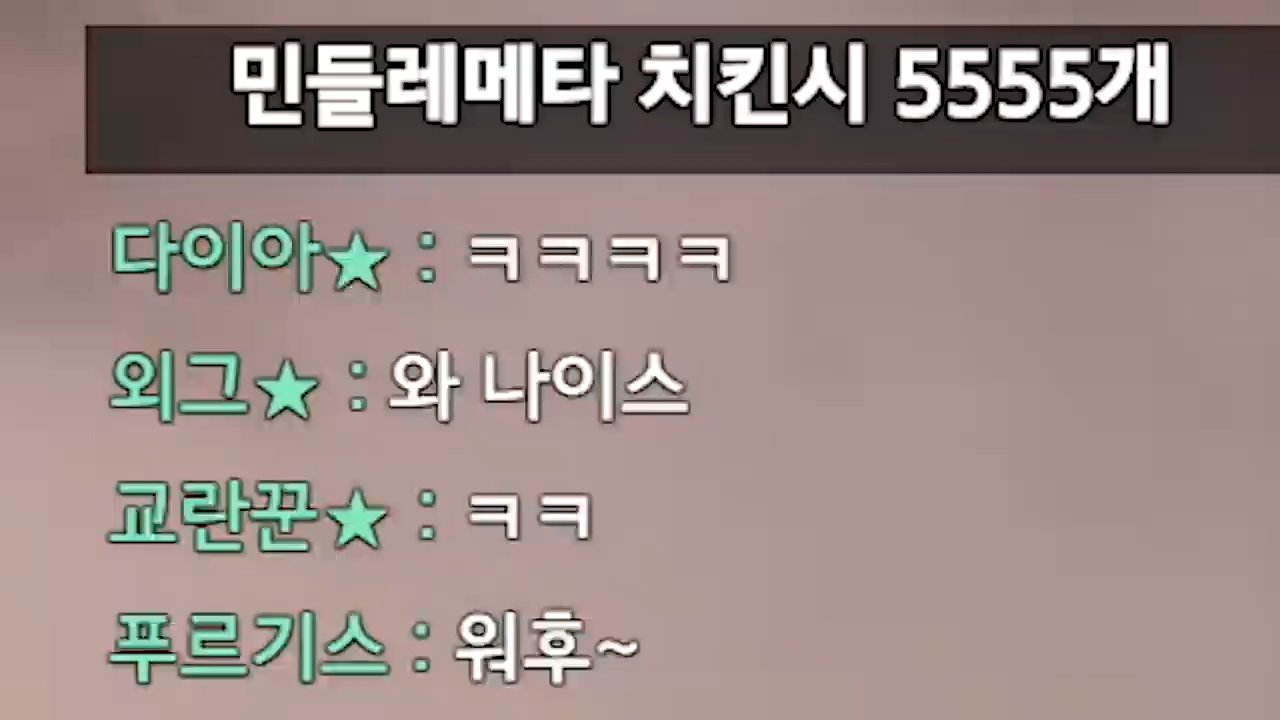 민들레메타 치킨시 5555개
다이아★ : ㅋㅋㅋㅋ
외그★ : 와 나이스
교란꾼★ : ㅋㅋ
푸르기스 : 워후~